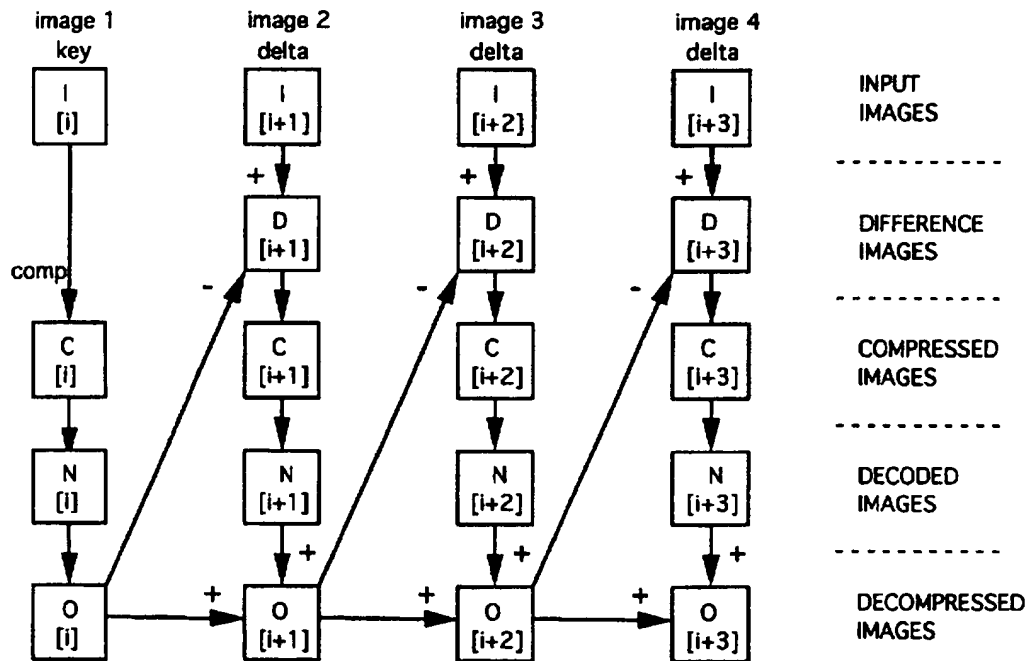 image 1
key
image 2
delta
image 3
delta
image 4
delta
I
[i]
I
[i+1]
I
[i+2}
I
[i+3]
INPUT
IMAGES
+
+
+
D
[i+1]
D
[i+2]
D
[i+3]
DIFFERENCE
IMAGES
comp
-
-
-
C
[i]
C
[i+1]
C
[i+2]
C
[i+3]
COMPRESSED
IMAGES
N
[i]
N
[i+1]
N
[i+2]
N
[i+3]
DECODED
IMAGES
+
+
+
O
[i]
+
O
[i+1]
+
O
[i+2]
+
O
[i+3]
DECOMPRESSED
IMAGES